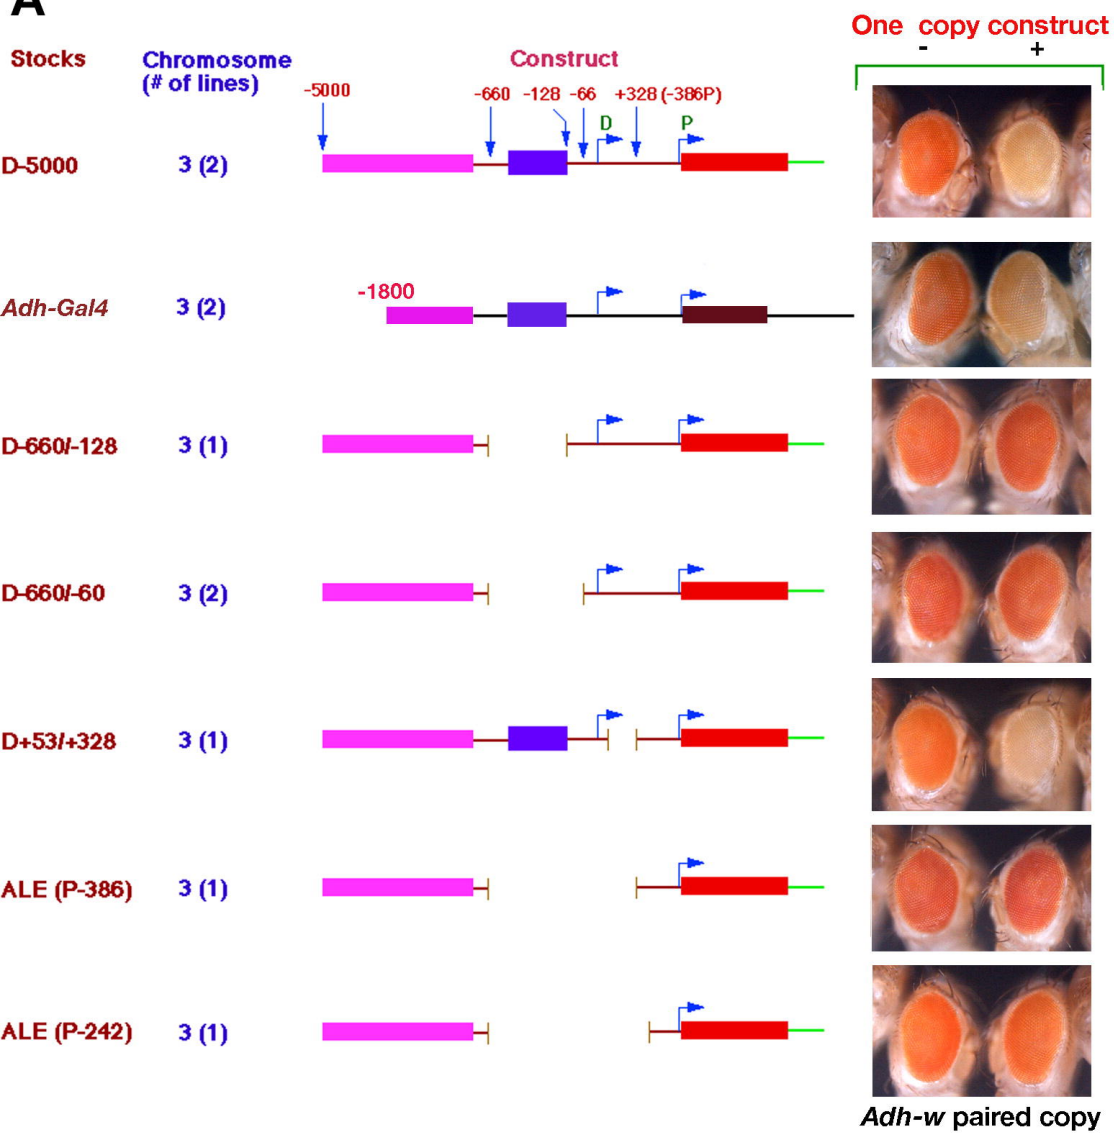 A
One copy construct
- +
Stocks
Chromosome
(# of lines)
Construct
-5000
-660 -128 -66 +328 (-386P)
D P
D-5000 3 (2)
-1800
Adh-Gal4 3 (2)
D-660/-128 3 (1)
D-660/-60 3 (2)
D+53/+328 3 (1)
ALE (P-386) 3 (1)
ALE (P-242) 3 (1)
Adh-w paired copy